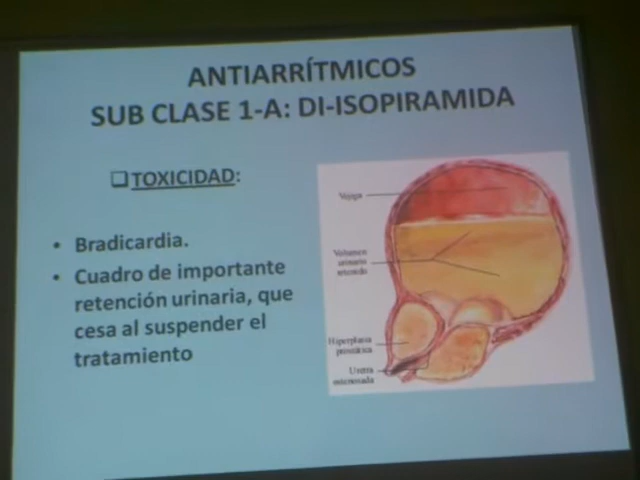 ANTIARRÍTMICOS
SUB CLASE 1-A: DI-ISOPIRAMIDA
❑TOXICIDAD:
• Bradicardia.
• Cuadro de importante
retención urinaria, que
cesa al suspender el
tratamiento
Vejiga
Volumen
urinario
retenido
Hiperplasia
prostática
Uretra
estenosada